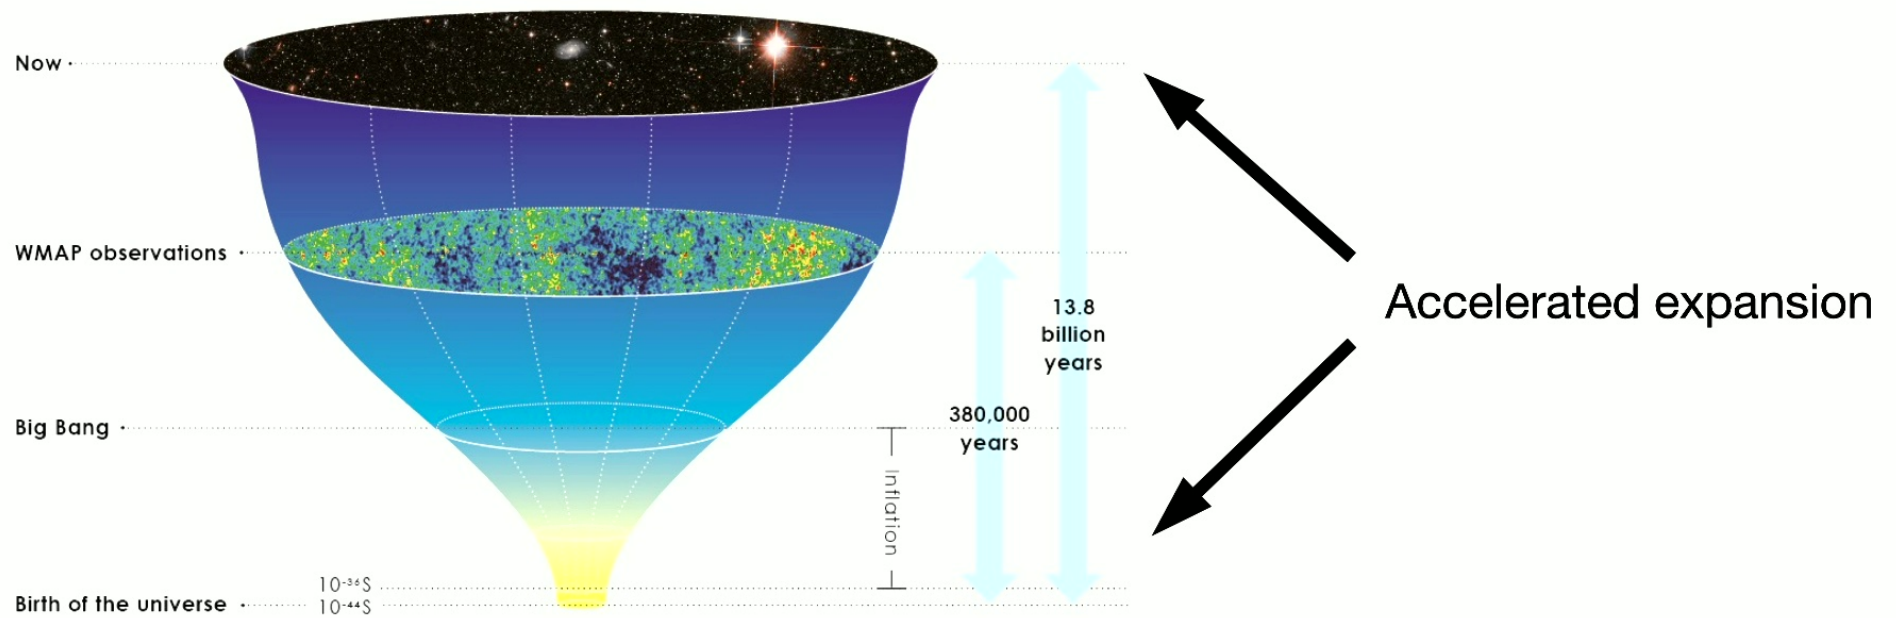 Now
WMAP observations
Big Bang
Birth of the universe
10⁻³⁶S
10⁻⁴⁴S
Inflation
380,000
years
13.8
billion
years
Accelerated expansion